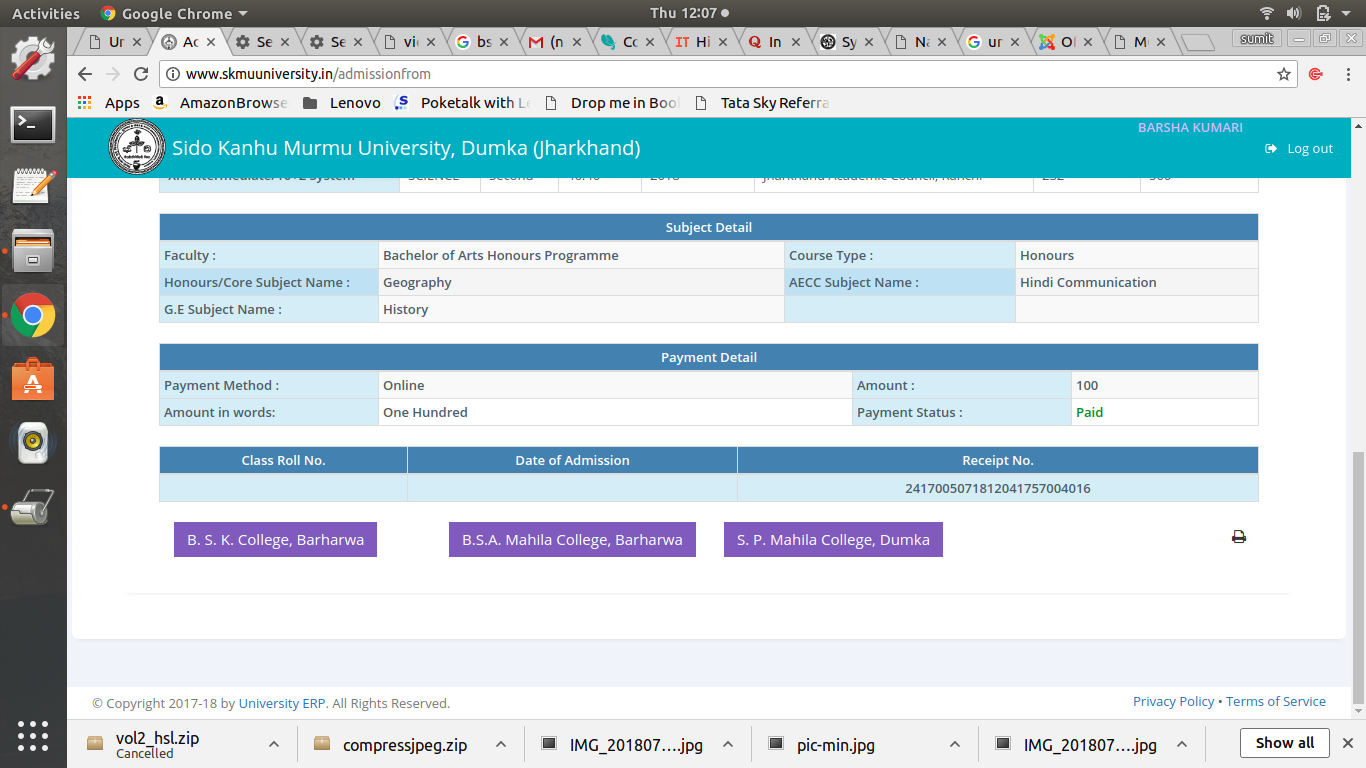 Activities Google Chrome Thu 12:07
Ur Ac Se Se vi bs M (n Co IT Hi Q In Sy Na ur Ol M sumit
www.skmuuniversity.in/admissionfrom
Apps AmazonBrowse Lenovo Poketalk with L Drop me in Boo Tata Sky Referra
BARSHA KUMARI
Sido Kanhu Murmu University, Dumka (Jharkhand) Log out
Subject Detail
Faculty : Bachelor of Arts Honours Programme Course Type : Honours
Honours/Core Subject Name : Geography AECC Subject Name : Hindi Communication
G.E Subject Name : History
Payment Detail
Payment Method : Online Amount : 100
Amount in words: One Hundred Payment Status : Paid
Class Roll No. Date of Admission Receipt No.
2417005071812041757004016
B. S. K. College, Barharwa B.S.A. Mahila College, Barharwa S. P. Mahila College, Dumka
© Copyright 2017-18 by University ERP. All Rights Reserved. Privacy Policy • Terms of Service
vol2_hsl.zip
Cancelled
compressjpeg.zip IMG_201807....jpg pic-min.jpg IMG_201807....jpg Show all